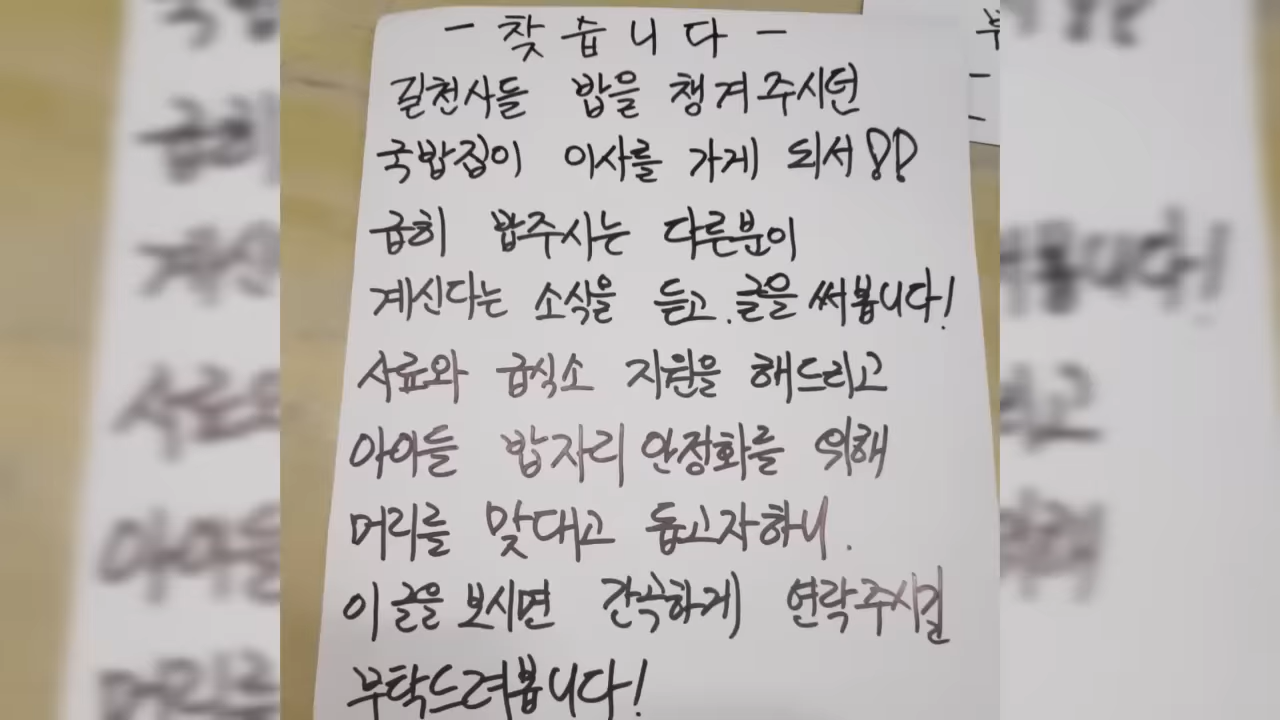 - 찾습니다 -
길천사들 밥을 챙겨주시던
국밥집이 이사를 가게 되서!!
급히 밥주시는 다른분이
계신다는 소식을 듣고. 글을 써봅니다!
사료와 급식소 지원을 해드리고
아이들 밥자리 안정화를 위해
머리를 맞대고 돕고자하니.
이 글을 보시면 간곡하게 연락주시길
부탁드려봅니다!